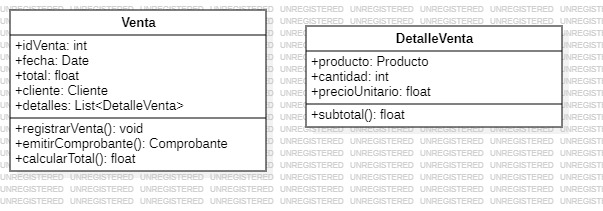 Venta
+idVenta: int
+fecha: Date
+total: float
+cliente: Cliente
+detalles: List<DetalleVenta>
+registrarVenta(): void
+emitirComprobante(): Comprobante
+calcularTotal(): float
DetalleVenta
+producto: Producto
+cantidad: int
+precioUnitario: float
+subtotal(): float
UNREGISTERED